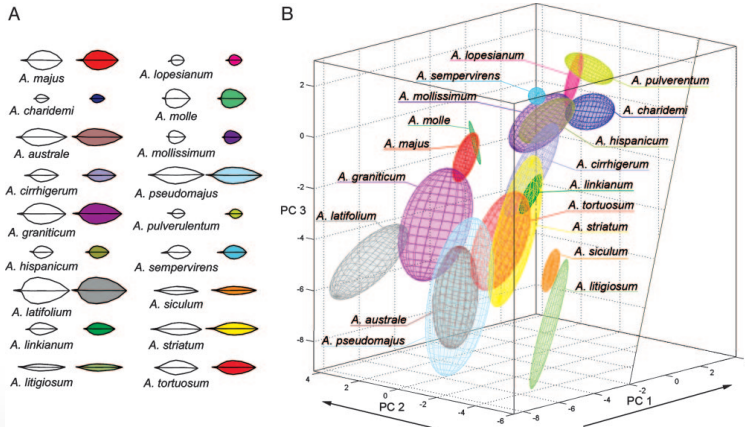 A
A. majus
A. charidemi
A. australe
A. cirrhigerum
A. graniticum
A. hispanicum
A. latifolium
A. linkianum
A. litigiosum
A. lopesianum
A. molle
A. mollissimum
A. pseudomajus
A. pulverulentum
A. sempervirens
A. siculum
A. striatum
A. tortuosum
B
A. lopesianum
A. sempervirens
A. mollissimum
A. molle
A. majus
A. graniticum
A. latifolium
A. australe
A. pseudomajus
A. pulverentum
A. charidemi
A. hispanicum
A. cirrhigerum
A. linkianum
A. tortuosum
A. striatum
A. siculum
A. litigiosum
PC 3
2
0
-2
-4
-6
-8
PC 2
4
2
0
-2
-4
-6
PC 1
-8
-6
-4
-2
0
2